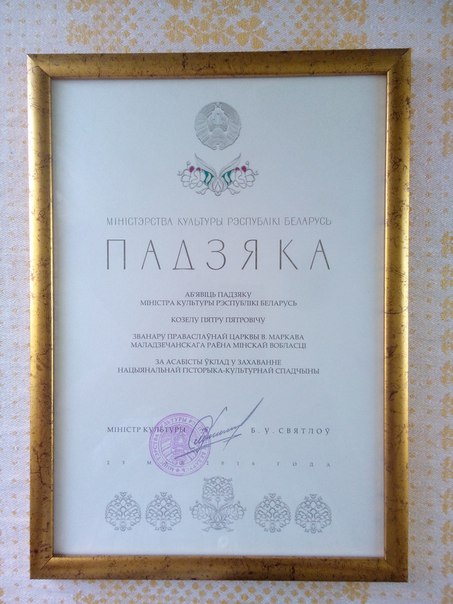 МІНІСТЭРСТВА КУЛЬТУРЫ РЭСПУБЛІКІ БЕЛАРУСЬ
ПАДЗЯКА
АБ'ЯВІЦЬ ПАДЗЯКУ
МІНІСТРА КУЛЬТУРЫ РЭСПУБЛІКІ БЕЛАРУСЬ
КОЗЕЛУ ПЯТРУ ПЯТРОВІЧУ
ЗВАНАРУ ПРАВАСЛАЎНАЙ ЦАРКВЫ В. МАРКАВА
МАЛАДЗЕЧАНСКАГА РАЁНА МІНСКАЙ ВОБЛАСЦІ
ЗА АСАБІСТЫ ЎКЛАД У ЗАХАВАННЕ
НАЦЫЯНАЛЬНАЙ ГІСТОРЫКА-КУЛЬТУРНАЙ СПАДЧЫНЫ
МІНІСТР КУЛЬТУРЫ Б. У. СВЯТЛОЎ
ГОДА